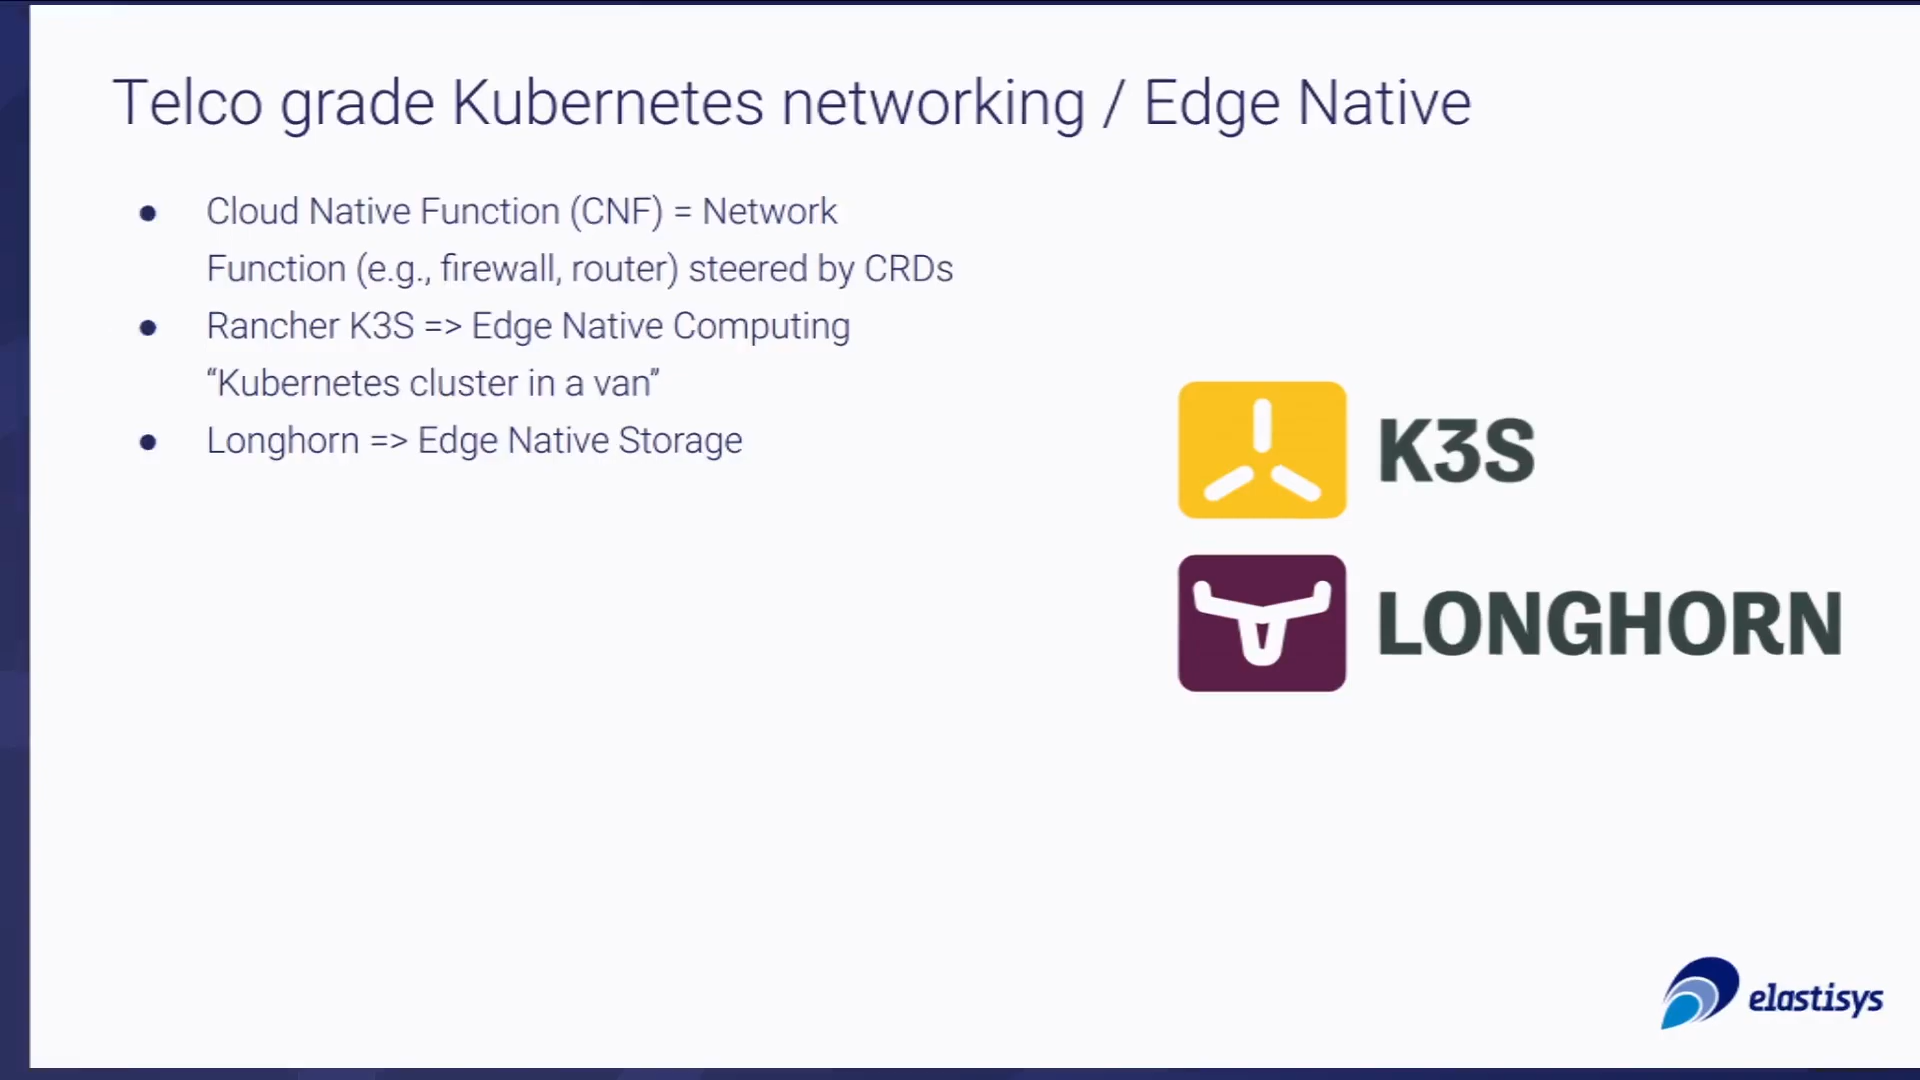 Telco grade Kubernetes networking / Edge Native
● Cloud Native Function (CNF) = Network
Function (e.g., firewall, router) steered by CRDs
● Rancher K3S => Edge Native Computing
“Kubernetes cluster in a van”
● Longhorn => Edge Native Storage
K3S
LONGHORN
elastisys